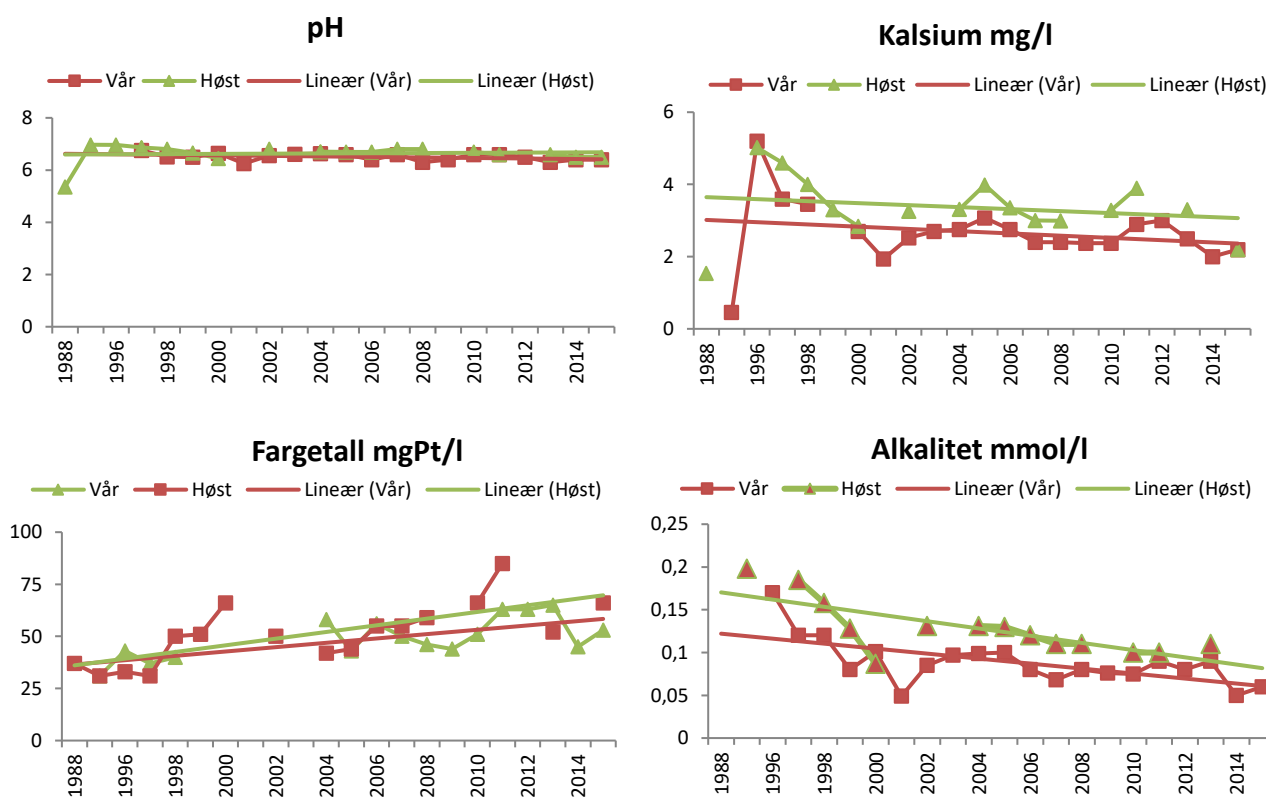 pH
Vår Høst Lineær (Vår) Lineær (Høst)
8
6
4
2
0
1988 1996 1998 2000 2002 2004 2006 2008 2010 2012 2014
Kalsium mg/l
Vår Høst Lineær (Vår) Lineær (Høst)
6
4
2
0
1988 1996 1998 2000 2002 2004 2006 2008 2010 2012 2014
Fargetall mgPt/l
Vår Høst Lineær (Vår) Lineær (Høst)
100
75
50
25
0
1988 1996 1998 2000 2002 2004 2006 2008 2010 2012 2014
Alkalitet mmol/l
Vår Høst Lineær (Vår) Lineær (Høst)
0,25
0,2
0,15
0,1
0,05
0
1988 1996 1998 2000 2002 2004 2006 2008 2010 2012 2014